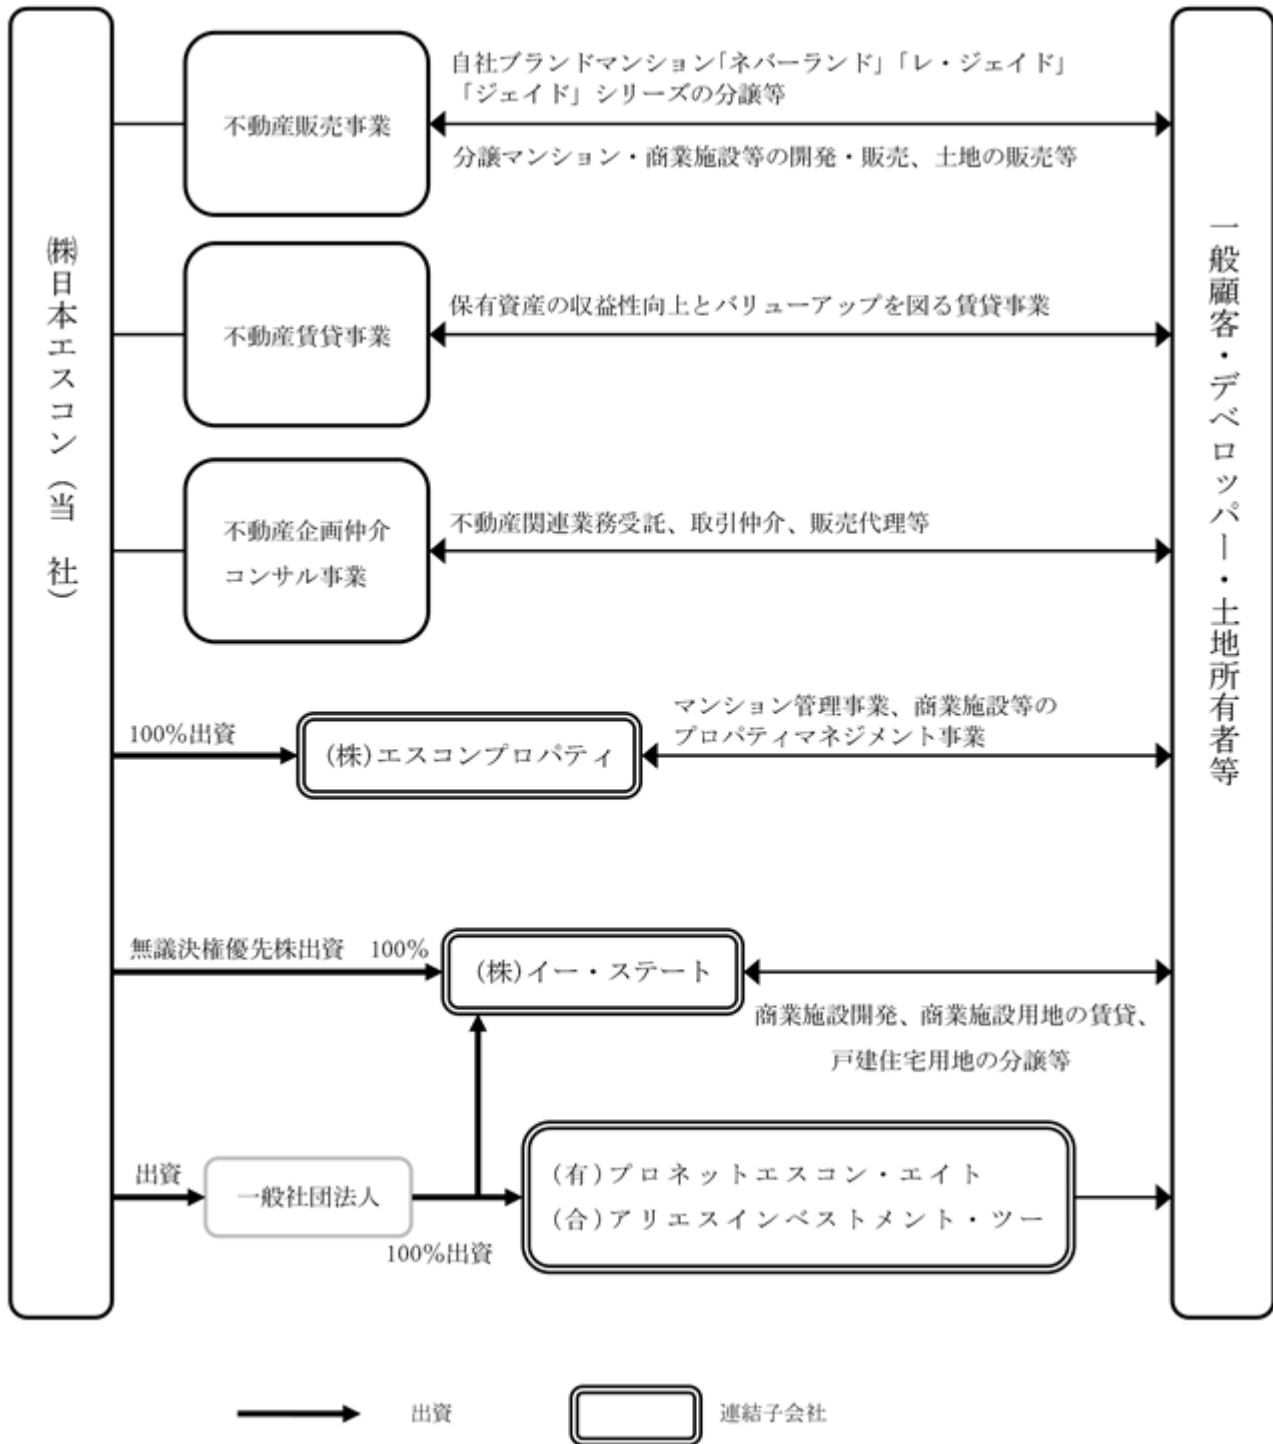 ㈱日本エスコン（当　社）
不動産販売事業
自社ブランドマンション「ネバーランド」「レ・ジェイド」
「ジェイド」シリーズの分譲等
分譲マンション・商業施設等の開発・販売、土地の販売等
不動産賃貸事業
保有資産の収益性向上とバリューアップを図る賃貸事業
不動産企画仲介
コンサル事業
不動産関連業務受託、取引仲介、販売代理等
100%出資
(株)エスコンプロパティ
マンション管理事業、商業施設等の
プロパティマネジメント事業
無議決権優先株出資　100%
(株)イー・ステート
商業施設開発、商業施設用地の賃貸、
戸建住宅用地の分譲等
出資
一般社団法人
100%出資
(有)プロネットエスコン・エイト
(合)アリエスインベストメント・ツー
一般顧客・デベロッパー・土地所有者等
出資
連結子会社